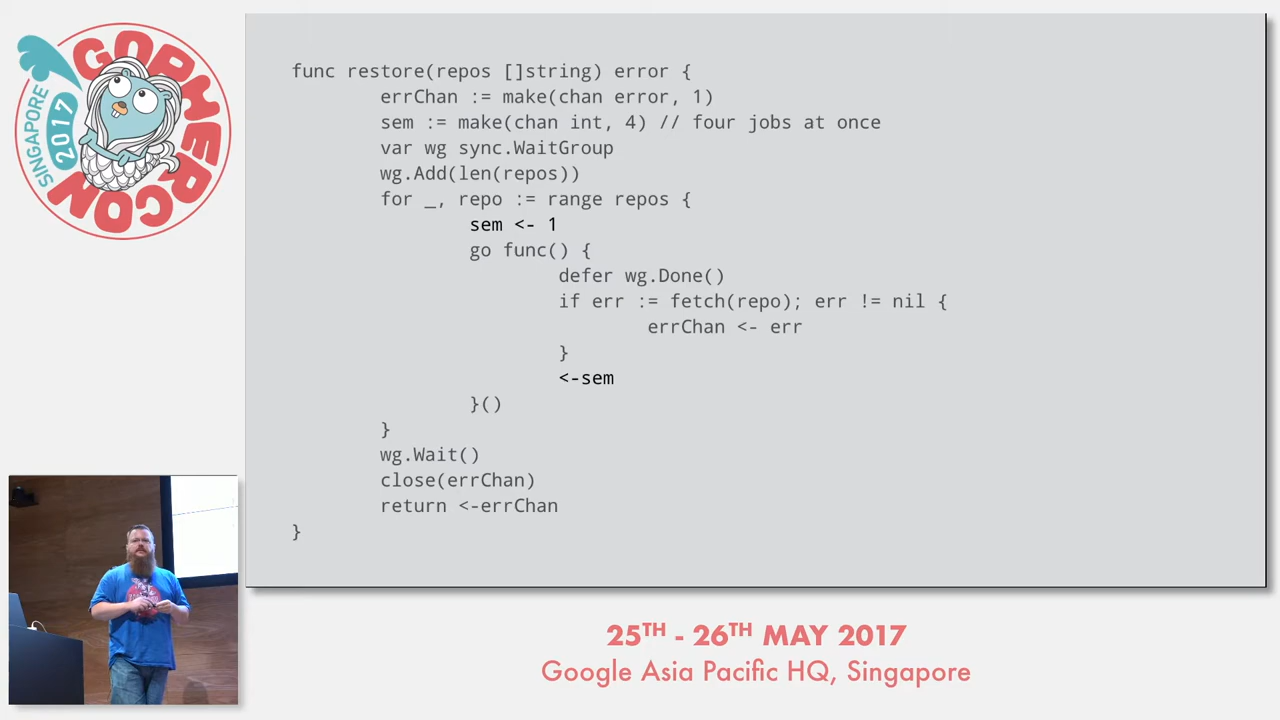 GOPHERCON
SINGAPORE
2017
func restore(repos []string) error {
errChan := make(chan error, 1)
sem := make(chan int, 4) // four jobs at once
var wg sync.WaitGroup
wg.Add(len(repos))
for _, repo := range repos {
sem <- 1
go func() {
defer wg.Done()
if err := fetch(repo); err != nil {
errChan <- err
}
<-sem
}()
}
wg.Wait()
close(errChan)
return <-errChan
}
25TH - 26TH MAY 2017
Google Asia Pacific HQ, Singapore